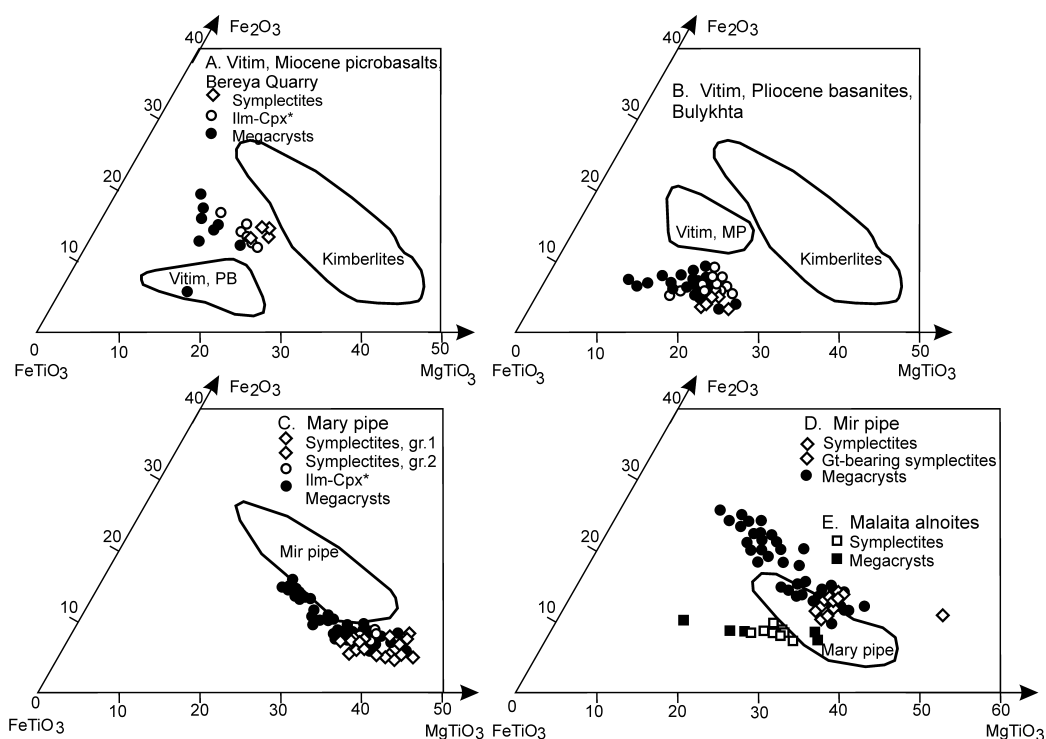 Fe2O3
40
A. Vitim, Miocene picrobasalts,
Bereya Quarry
Symplectites
Ilm-Cpx*
Megacrysts
30
20
10
Vitim, PB
Kimberlites
0
10
20
30
40
50
FeTiO3
MgTiO3
Fe2O3
40
B. Vitim, Pliocene basanites,
Bulykhta
30
20
10
Vitim, MP
Kimberlites
0
10
20
30
40
50
FeTiO3
MgTiO3
Fe2O3
40
C. Mary pipe
Symplectites, gr.1
Symplectites, gr.2
Ilm-Cpx*
Megacrysts
30
20
10
Mir pipe
0
10
20
30
40
50
FeTiO3
MgTiO3
Fe2O3
40
D. Mir pipe
Symplectites
Gt-bearing symplectites
Megacrysts
E. Malaita alnoites
Symplectites
Megacrysts
30
20
10
Mary pipe
0
10
20
30
40
50
60
FeTiO3
MgTiO3